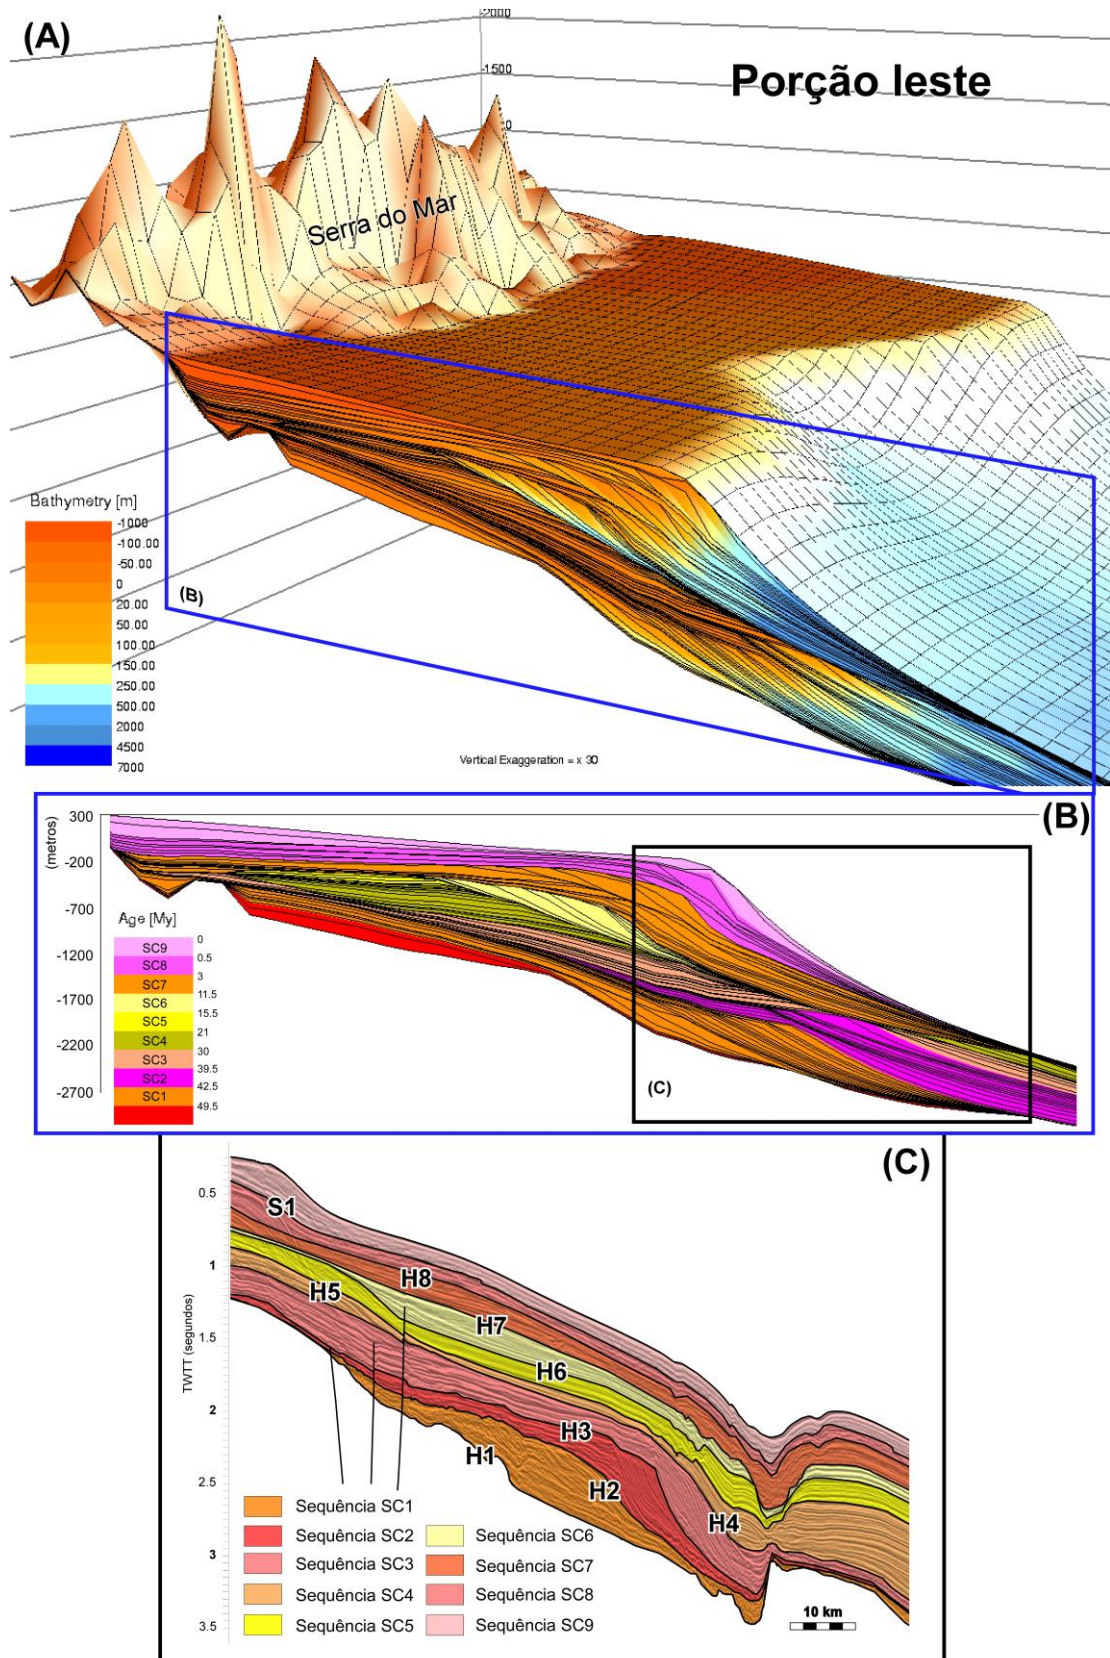 (A)
-2000
-1500
0
Porção leste
Serra do Mar
Bathymetry [m]
-1000
-100.00
-50.00
0
20.00
50.00
100.00
150.00
250.00
500.00
2000
4500
7000
(B)
Vertical Exaggeration = x 30
(B)
(metros)
300
-200
-700
-1200
-1700
-2200
-2700
Age [My]
SC9 0
SC8 0.5
SC7 3
SC6 11.5
SC5 15.5
SC4 21
SC3 30
SC2 39.5
SC1 42.5
49.5
(C)
(C)
TWTT (segundos)
0.5
1
1.5
2
2.5
3
3.5
S1
H8
H5
H7
H6
H3
H1
H2
H4
Sequência SC1
Sequência SC2
Sequência SC3
Sequência SC4
Sequência SC5
Sequência SC6
Sequência SC7
Sequência SC8
Sequência SC9
10 km